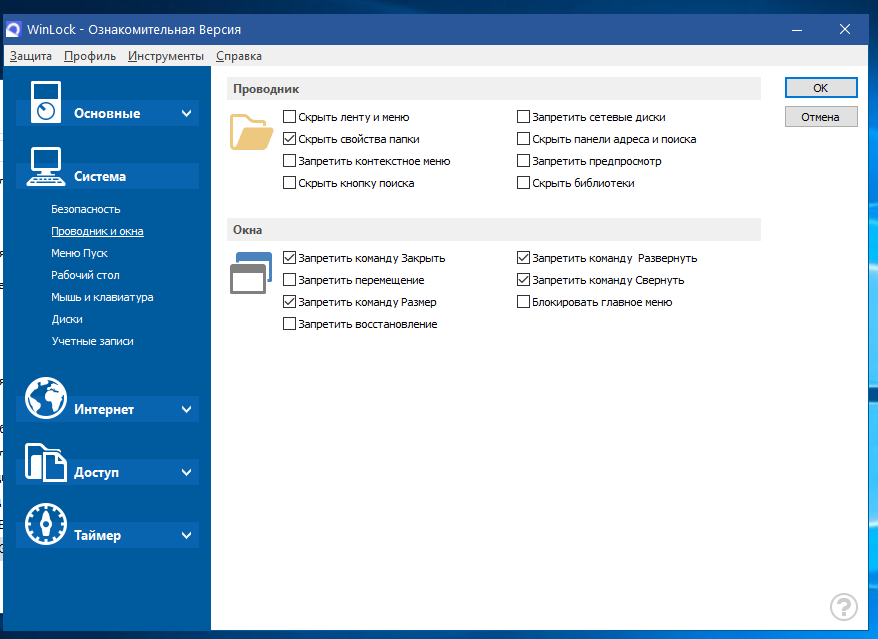 WinLock - Ознакомительная Версия
Защита Профиль Инструменты Справка
Основные
Система
Безопасность
Проводник и окна
Меню Пуск
Рабочий стол
Мышь и клавиатура
Диски
Учетные записи
Интернет
Доступ
Таймер
Проводник
Скрыть ленту и меню
Скрыть свойства папки
Запретить контекстное меню
Скрыть кнопку поиска
Запретить сетевые диски
Скрыть панели адреса и поиска
Запретить предпросмотр
Скрыть библиотеки
Окна
Запретить команду Закрыть
Запретить перемещение
Запретить команду Размер
Запретить восстановление
Запретить команду  Развернуть
Запретить команду Свернуть
Блокировать главное меню
OK
Отмена
?